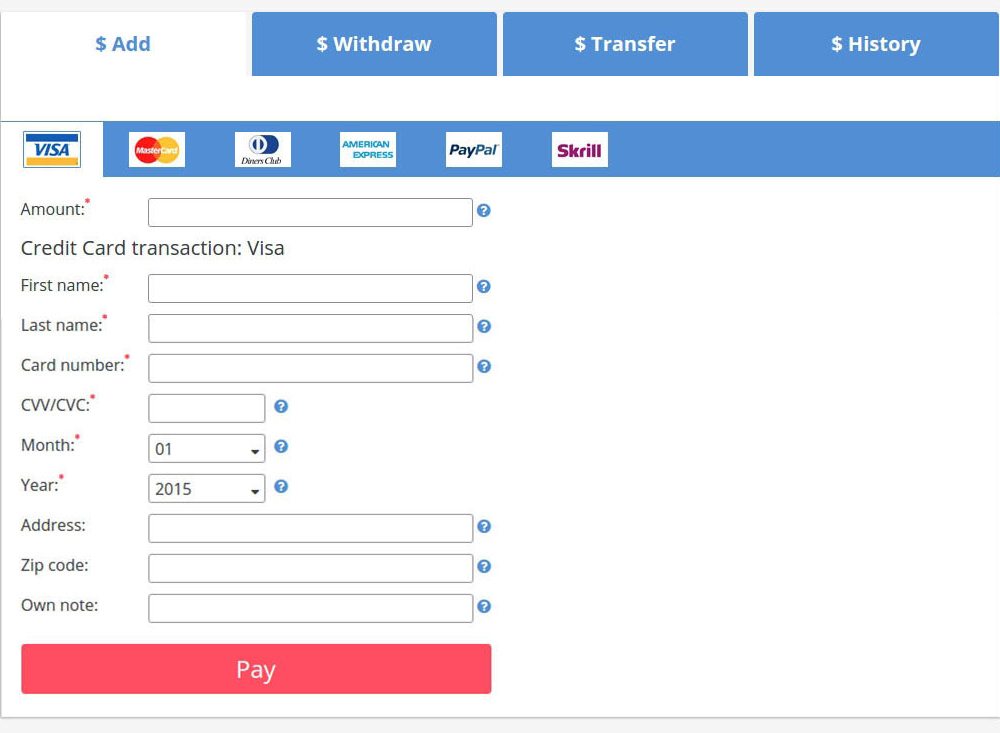 $ Add $ Withdraw $ Transfer $ History
VISA MasterCard Diners Club AMERICAN EXPRESS PayPal Skrill
Amount:*
Credit Card transaction: Visa
First name:*
Last name:*
Card number:*
CVV/CVC:*
Month:* 01
Year:* 2015
Address:
Zip code:
Own note:
Pay